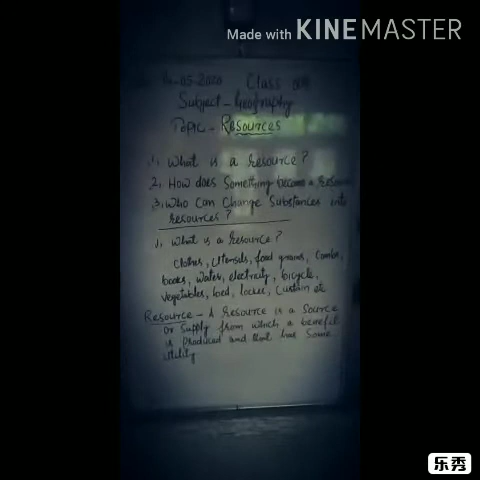 Made with KINEMASTER
-05-2020 Class
Subject - Geography
Topic - Resources
1. What is a resource?
2. How does Something become a Resource
3. Who can Change Substances into
resources?
1. What is a resource?
Clothes, Utensils, food grains, Combs,
books, Water, electricity, bicycle,
Vegetables, bed, locker, Curtain etc
Resource - A Resource is a Source
or Supply from which a benefit
is Produced and that has Some
utility
乐秀